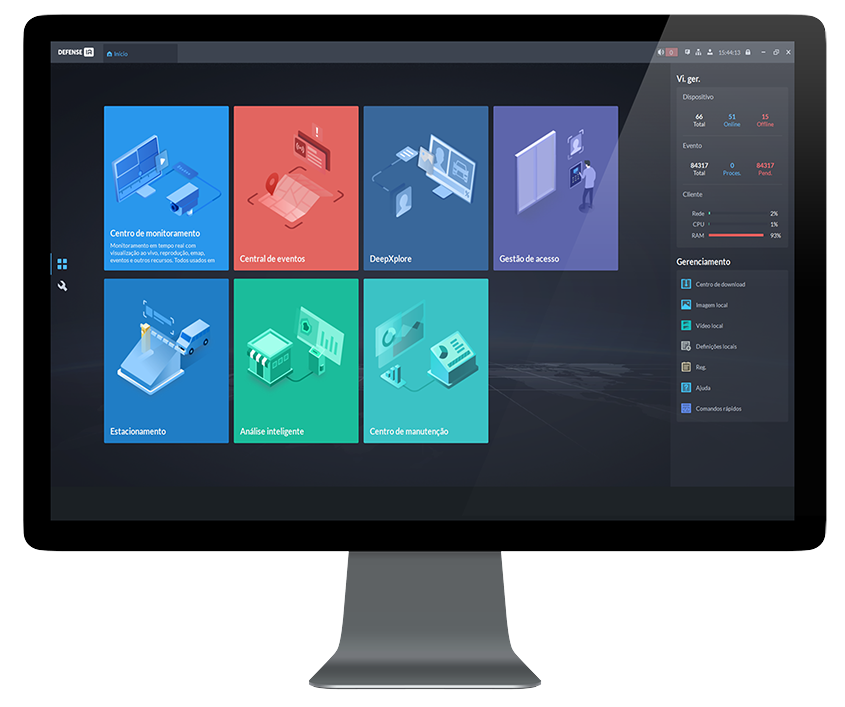 DEFENSE IA
Início
0
15:44:13
Centro de monitoramento
Monitoramento em tempo real com
visualização ao vivo, reprodução, emap,
eventos e outros recursos. Todos usados em
Central de eventos
DeepXplore
Gestão de acesso
Estacionamento
Análise inteligente
Centro de manutenção
Vi. ger.
Dispositivo
66 51 15
Total Online Offline
Evento
84317 0 84317
Total Proces. Pend.
Cliente
Rede 2%
CPU 1%
RAM 93%
Gerenciamento
Centro de download
Imagem local
Vídeo local
Definições locais
Reg.
Ajuda
Comandos rápidos